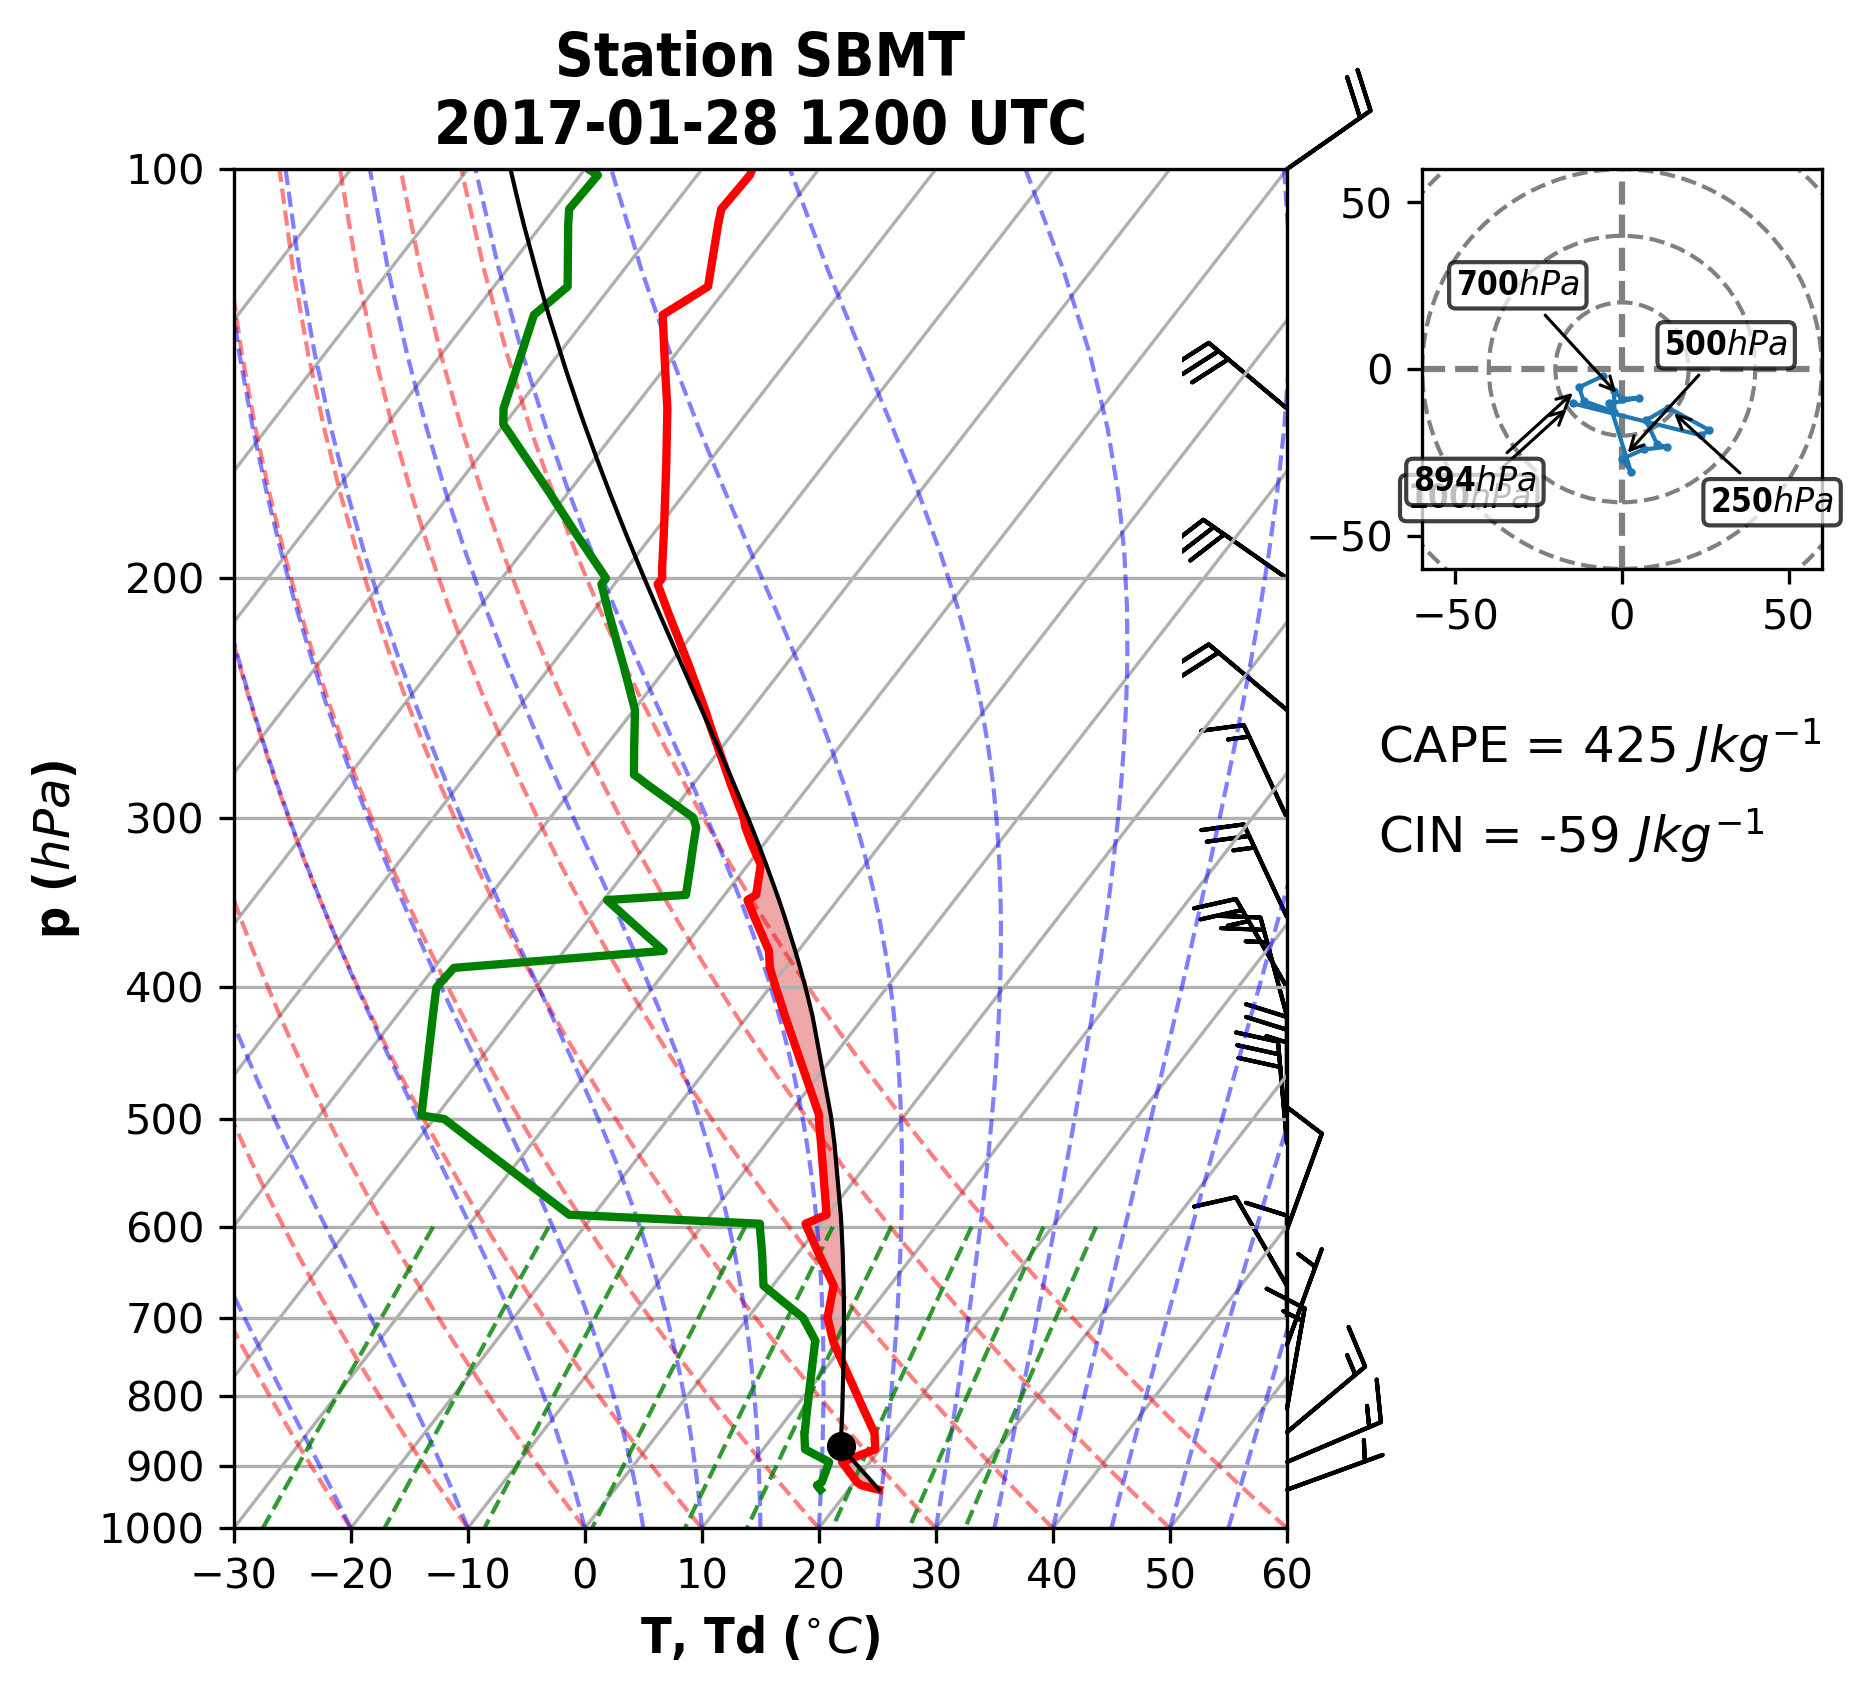 Station SBMT
2017-01-28 1200 UTC
100
200
300
400
500
600
700
800
900
1000
p (hPa)
−30
−20
−10
0
10
20
30
40
50
60
T, Td (°C)
50
0
−50
−50
0
50
700hPa
500hPa
894hPa
100hPa
250hPa
CAPE = 425 Jkg⁻¹
CIN = -59 Jkg⁻¹